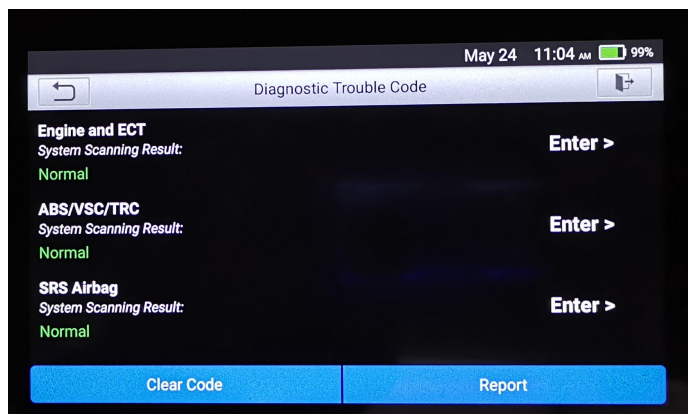 May 24 11:04 AM 99%
Diagnostic Trouble Code
Engine and ECT
System Scanning Result:
Enter >
Normal
ABS/VSC/TRC
System Scanning Result:
Enter >
Normal
SRS Airbag
System Scanning Result:
Enter >
Normal
Clear Code Report